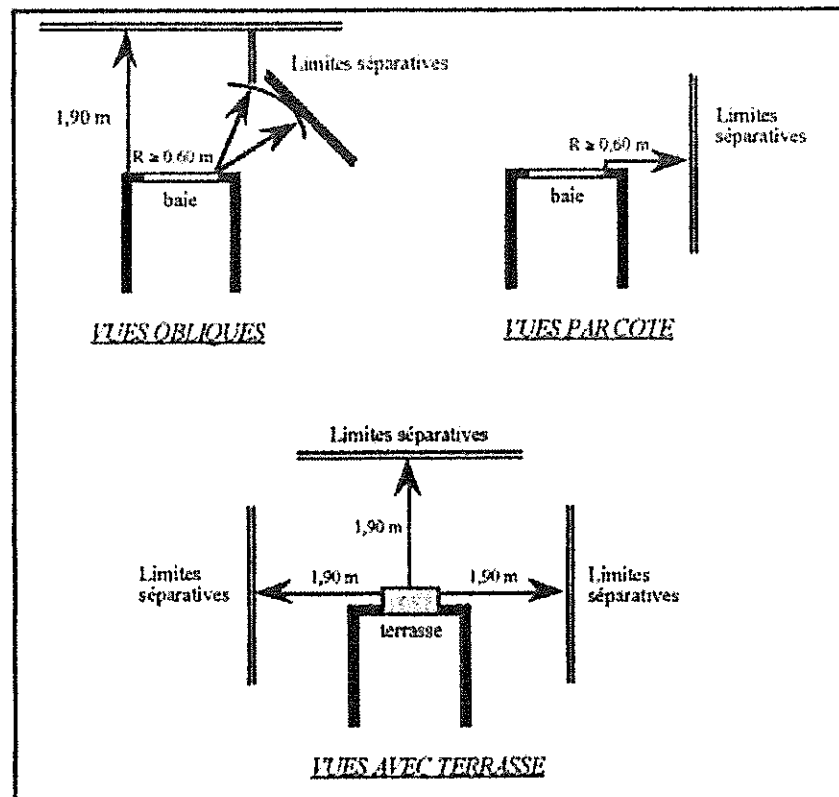 Limites séparatives
1,90 m
R ≥ 0,60 m
baie
VUES OBLIQUES
Limites
séparatives
R ≥ 0,60 m
baie
VUES PAR COTE
Limites séparatives
1,90 m
Limites
séparatives
1,90 m
1,90 m
Limites
séparatives
terrasse
VUES AVEC TERRASSE